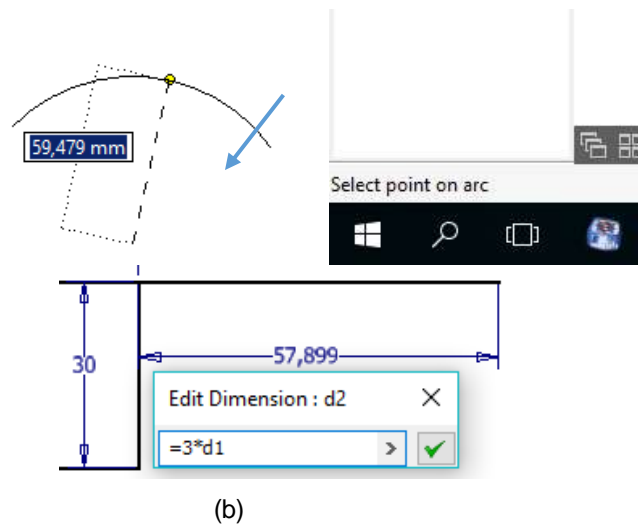 59,479 mm
Select point on arc
30
57,899
Edit Dimension : d2
=3*d1
(b)